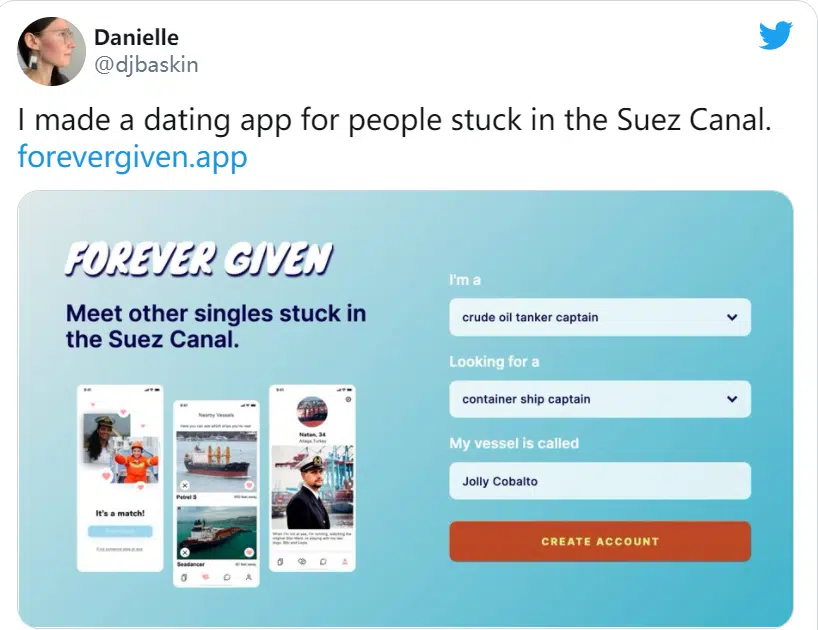 Danielle
@djbaskin
I made a dating app for people stuck in the Suez Canal.
forevergiven.app
FOREVER GIVEN
Meet other singles stuck in
the Suez Canal.
It's a match!
Nearby Vessels
Petrel S
Seadancer
Natan, 34
Aliaga, Turkey
I'm a
crude oil tanker captain
Looking for a
container ship captain
My vessel is called
Jolly Cobalto
CREATE ACCOUNT